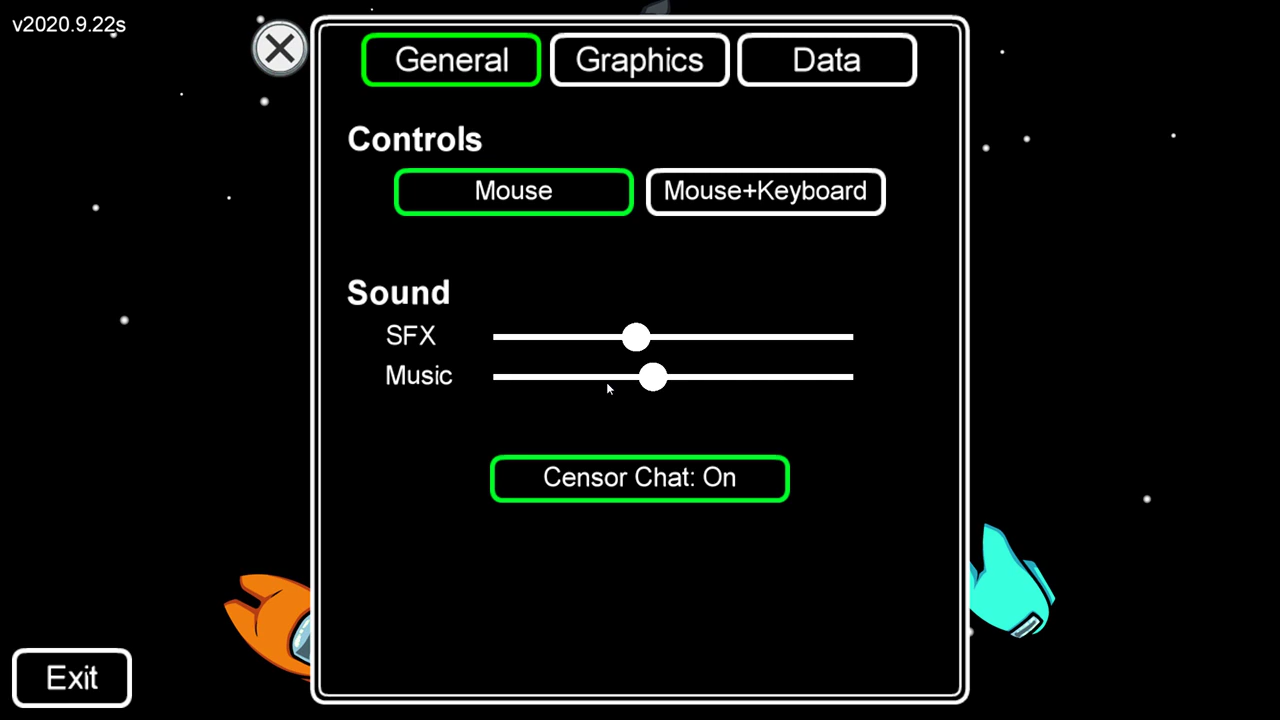 v2020.9.22s
General Graphics Data
Controls
Mouse Mouse+Keyboard
Sound
SFX
Music
Censor Chat: On
Exit